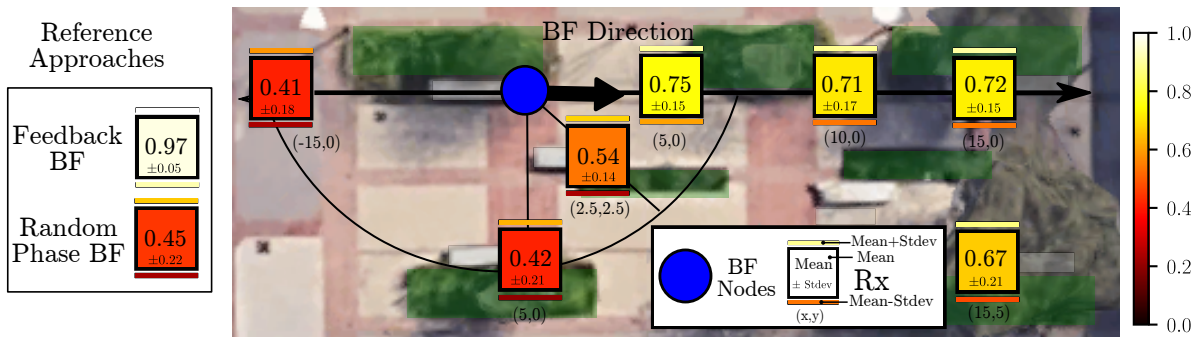 Reference
Approaches
Feedback
BF
0.97
±0.05
Random
Phase BF
0.45
±0.22
BF Direction
0.41
±0.18
(-15,0)
0.75
±0.15
(5,0)
0.71
±0.17
(10,0)
0.72
±0.15
(15,0)
0.54
±0.14
(2.5,2.5)
0.42
±0.21
(5,0)
0.67
±0.21
(15,5)
BF
Nodes
Mean+Stdev
Mean
Mean
± Stdev
Rx
Mean-Stdev
(x,y)
1.0
0.8
0.6
0.4
0.2
0.0